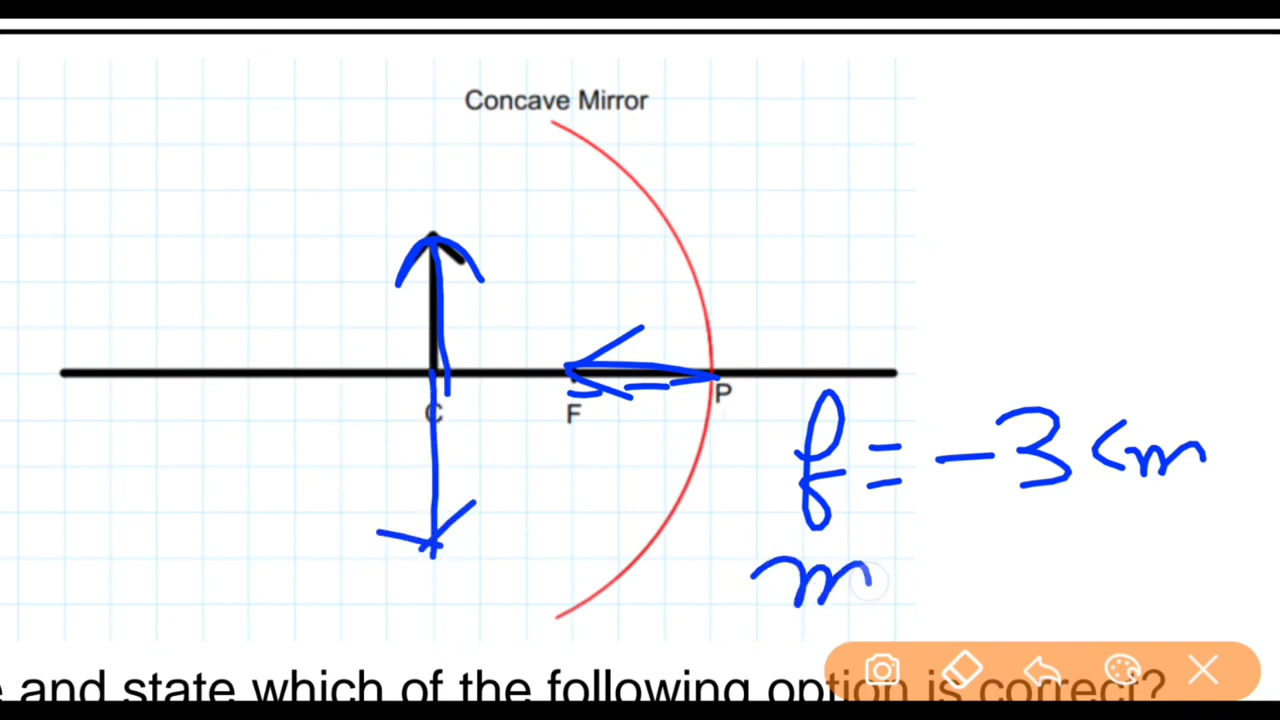 Concave Mirror
C
F
P
f = -3 cm
m
and state which of the following option is correct?